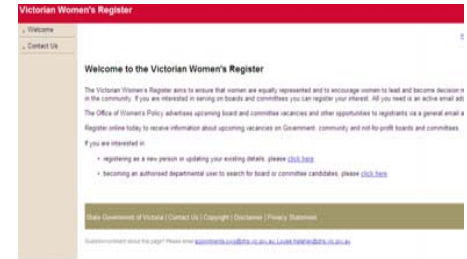 Victorian Women's Register
Welcome
Contact Us
Welcome to the Victorian Women's Register
The Victorian Women's Register aims to ensure that women are equally represented and to encourage women to lead and become decision m
in the community. If you are interested in serving on boards and committees you can register your interest. All you need is an active email add
The Office of Women's Policy advertises upcoming board and committee vacancies and other opportunities to registrants via a general email a
Register online today to receive information about upcoming vacancies on Government, community and not-for-profit boards and committees.
If you are interested in:
• registering as a new person or updating your existing details, please click here.
• becoming an authorised departmental user to search for board or committee candidates, please click here.
State Government of Victoria | Contact Us | Copyright | Disclaimer | Privacy Statement
Question/comment about this page? Please email